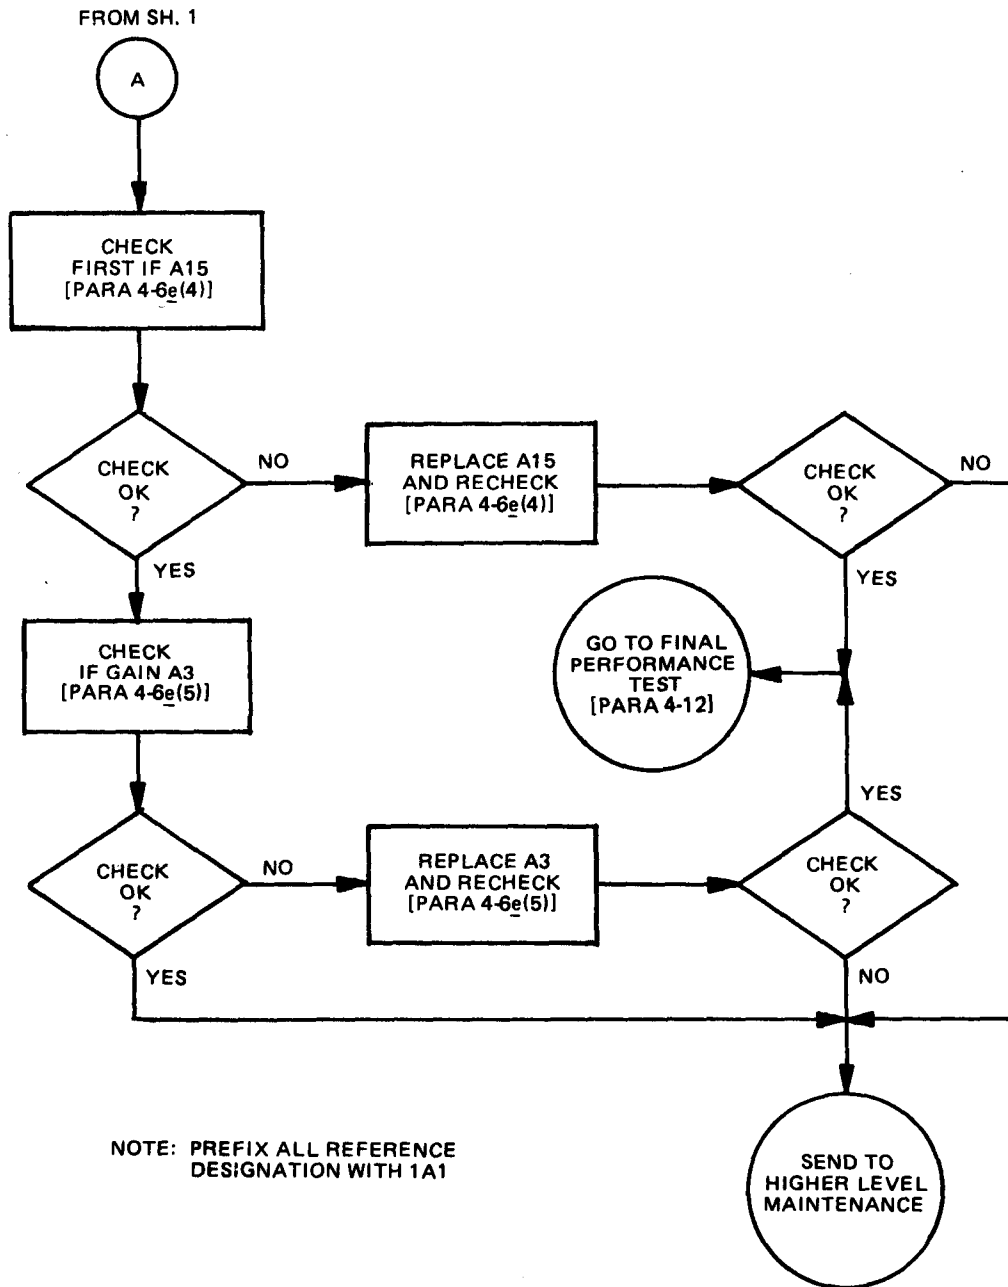 FROM SH. 1
A
CHECK
FIRST IF A15
[PARA 4-6e(4)]
CHECK
OK
?
NO
REPLACE A15
AND RECHECK
[PARA 4-6e(4)]
CHECK
OK
?
NO
YES
YES
CHECK
IF GAIN A3
[PARA 4-6e(5)]
GO TO FINAL
PERFORMANCE
TEST
[PARA 4-12]
YES
CHECK
OK
?
NO
REPLACE A3
AND RECHECK
[PARA 4-6e(5)]
CHECK
OK
?
YES
NO
NOTE: PREFIX ALL REFERENCE
DESIGNATION WITH 1A1
SEND TO
HIGHER LEVEL
MAINTENANCE